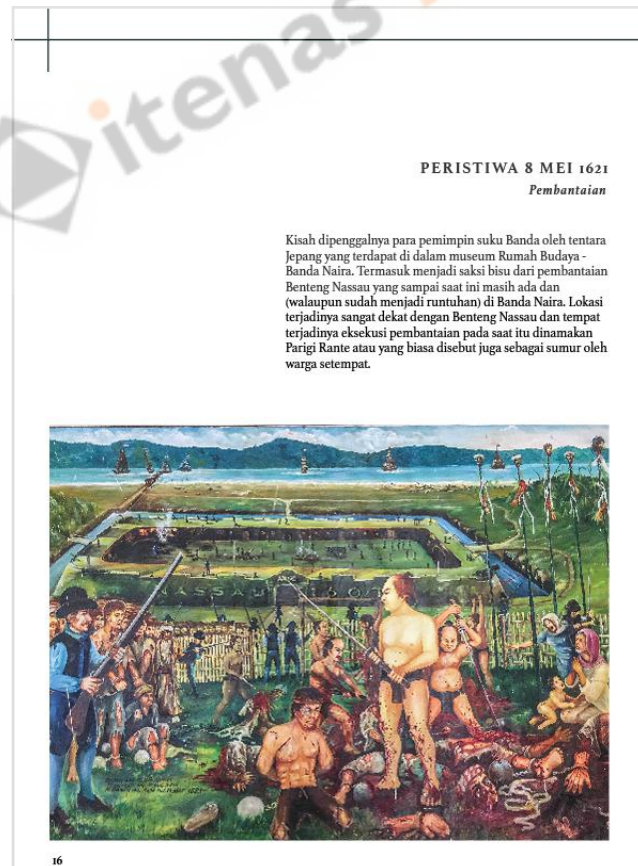 itenas
PERISTIWA 8 MEI 1621
Pembantaian
Kisah dipenggalnya para pemimpin suku Banda oleh tentara
Jepang yang terdapat di dalam museum Rumah Budaya -
Banda Naira. Termasuk menjadi saksi bisu dari pembantaian
Benteng Nassau yang sampai saat ini masih ada dan
(walaupun sudah menjadi runtuhan) di Banda Naira. Lokasi
terjadinya sangat dekat dengan Benteng Nassau dan tempat
terjadinya eksekusi pembantaian pada saat itu dinamakan
Parigi Rante atau yang biasa disebut juga sebagai sumur oleh
warga setempat.
NASSAU
16